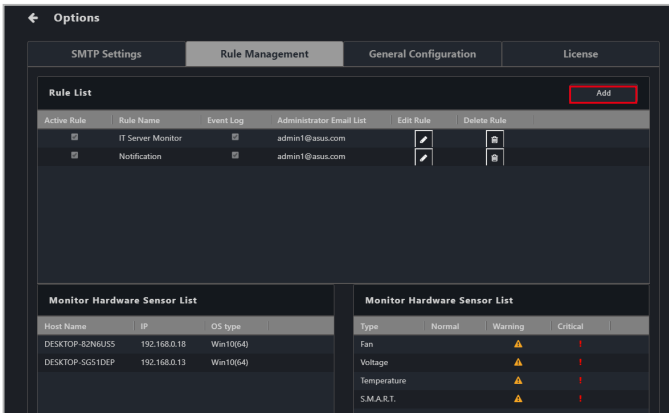 Options
SMTP Settings Rule Management General Configuration License
Rule List Add
Active Rule Rule Name Event Log Administrator Email List Edit Rule Delete Rule
IT Server Monitor admin1@asus.com
Notification admin1@asus.com
Monitor Hardware Sensor List Monitor Hardware Sensor List
Host Name IP OS type Type Normal Warning Critical
DESKTOP-82N6US5 192.168.0.18 Win10(64) Fan
DESKTOP-SG51DEP 192.168.0.13 Win10(64) Voltage
Temperature
S.M.A.R.T.